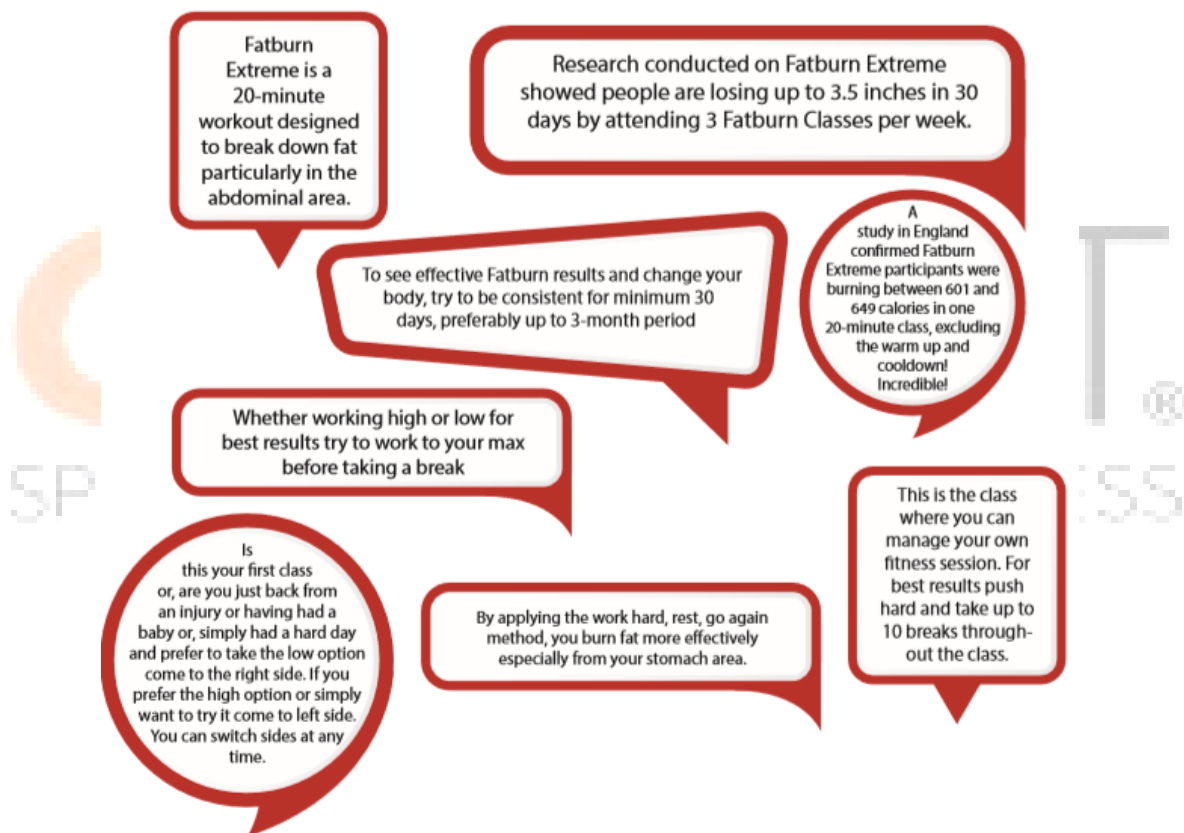 Fatburn
Extreme is a
20-minute
workout designed
to break down fat
particularly in the
abdominal area.
Research conducted on Fatburn Extreme
showed people are losing up to 3.5 inches in 30
days by attending 3 Fatburn Classes per week.
To see effective Fatburn results and change your
body, try to be consistent for minimum 30
days, preferably up to 3-month period
A
study in England
confirmed Fatburn
Extreme participants were
burning between 601 and
649 calories in one
20-minute class, excluding
the warm up and
cooldown!
Incredible!
Whether working high or low for
best results try to work to your max
before taking a break
This is the class
where you can
manage your own
fitness session. For
best results push
hard and take up to
10 breaks through-
out the class.
Is
this your first class
or, are you just back from
an injury or having had a
baby or, simply had a hard day
and prefer to take the low option
come to the right side. If you
prefer the high option or simply
want to try it come to left side.
You can switch sides at any
time.
By applying the work hard, rest, go again
method, you burn fat more effectively
especially from your stomach area.
T
®
SP
SS